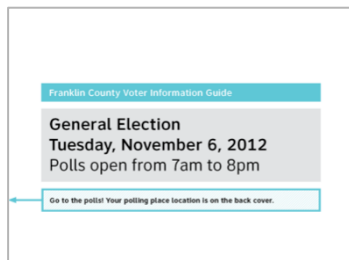 Franklin County Voter Information Guide
General Election
Tuesday, November 6, 2012
Polls open from 7am to 8pm
Go to the polls! Your polling place location is on the back cover.